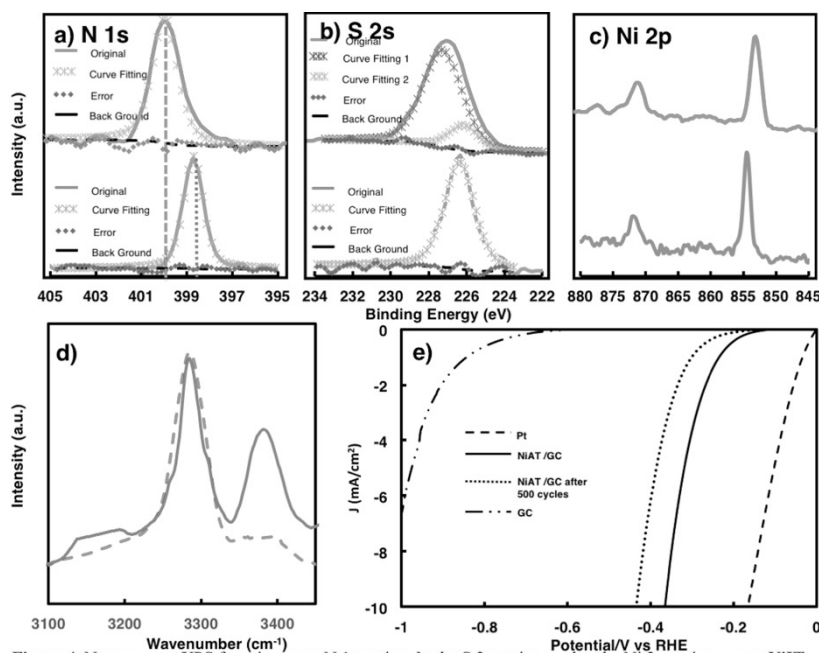 a) N 1s
Original
Curve Fitting
Error
Back Ground
Original
Curve Fitting
Error
Back Ground
405 403 401 399 397 395
Intensity (a.u.)
b) S 2s
Original
Curve Fitting 1
Curve Fitting 2
Error
Back Ground
Original
Curve Fitting
Error
Back Ground
234 232 230 228 226 224 222
c) Ni 2p
880 875 870 865 860 855 850 845
Binding Energy (eV)
d)
Intensity (a.u.)
3100 3200 3300 3400
Wavenumber (cm-1)
e)
J (mA/cm2)
0
-2
-4
-6
-8
-10
Pt
NiAT /GC
NiAT /GC after
500 cycles
GC
-1 -0.8 -0.6 -0.4 -0.2 0
Potential/V vs RHE